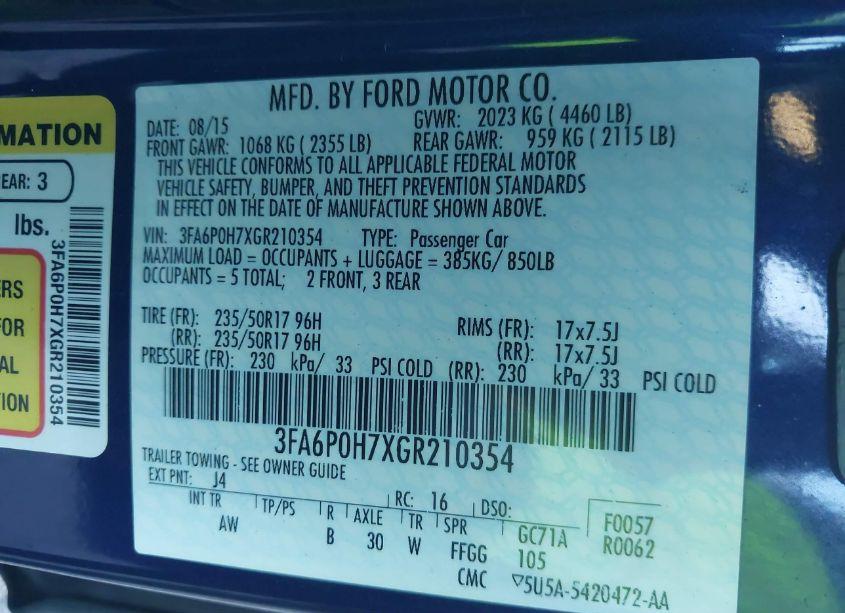 MATION
EAR: 3
lbs.
3FA6P0H7XGR210354
ERS
FOR
AL
TION
MFD. BY FORD MOTOR CO.
DATE: 08/15 GVWR: 2023 KG ( 4460 LB)
FRONT GAWR: 1068 KG ( 2355 LB) REAR GAWR: 959 KG ( 2115 LB)
THIS VEHICLE CONFORMS TO ALL APPLICABLE FEDERAL MOTOR
VEHICLE SAFETY, BUMPER, AND THEFT PREVENTION STANDARDS
IN EFFECT ON THE DATE OF MANUFACTURE SHOWN ABOVE.
VIN: 3FA6P0H7XGR210354 TYPE: Passenger Car
MAXIMUM LOAD = OCCUPANTS + LUGGAGE = 385KG/ 850LB
OCCUPANTS = 5 TOTAL; 2 FRONT, 3 REAR
TIRE (FR): 235/50R17 96H RIMS (FR): 17x7.5J
(RR): 235/50R17 96H (RR): 17x7.5J
PRESSURE (FR): 230 kPa/ 33 PSI COLD (RR): 230 kPa/ 33 PSI COLD
3FA6P0H7XGR210354
TRAILER TOWING - SEE OWNER GUIDE
EXT PNT: J4 RC: 16 DSO: F0057
INT TR TP/PS R AXLE TR SPR GC71A R0062
AW B 30 W FFGG 105
CMC ▽5U5A-5420472-AA